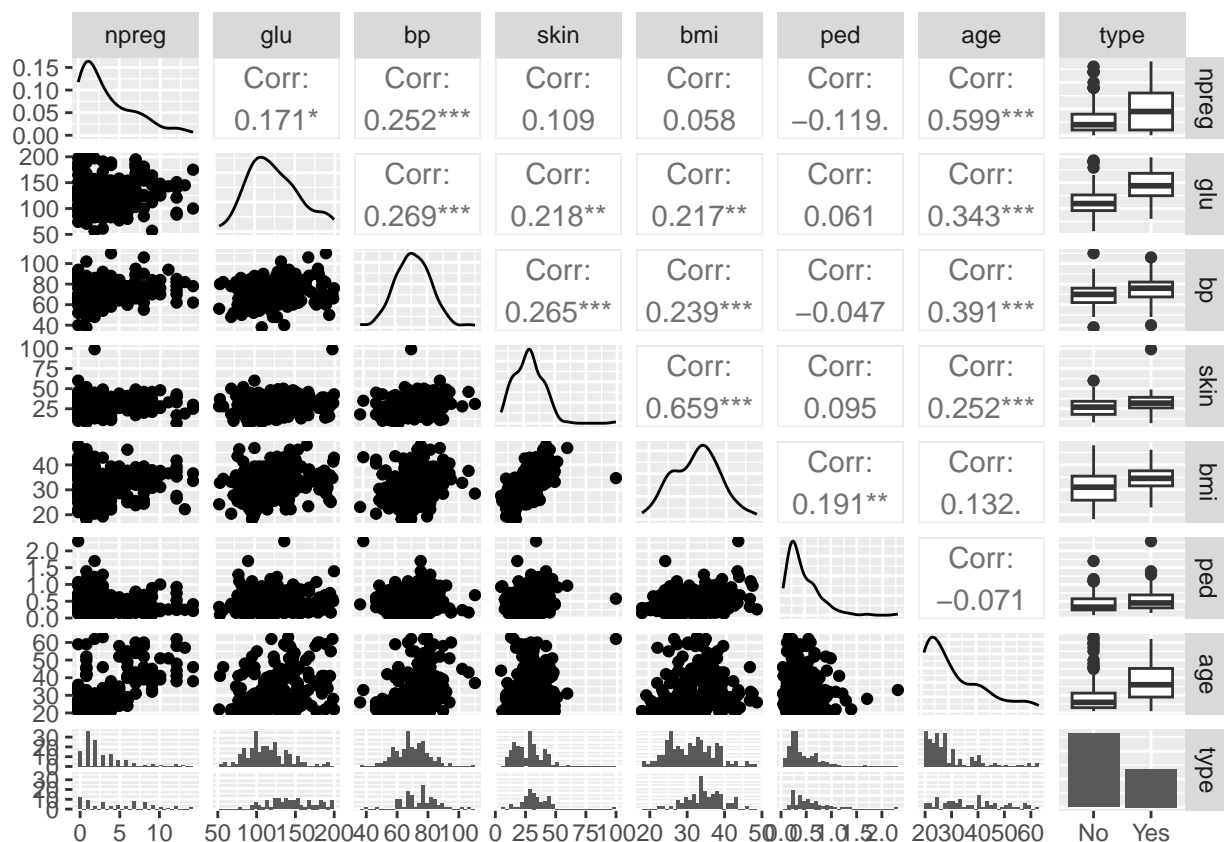 npreg glu bp skin bmi ped age type
0.15 Corr: Corr: Corr: Corr: Corr: Corr: npreg
0.10
0.05 0.171* 0.252*** 0.109 0.058 −0.119. 0.599***
0.00
200 Corr: Corr: Corr: Corr: Corr: glu
150
100 0.269*** 0.218** 0.217** 0.061 0.343***
50
100 Corr: Corr: Corr: Corr: bp
80
60 0.265*** 0.239*** −0.047 0.391***
40
100 Corr: Corr: Corr: skin
75
50 0.659*** 0.095 0.252***
25
40 Corr: Corr: bmi
30
20 0.191** 0.132.
2.0 Corr: ped
1.5
1.0 −0.071
0.5
0.0
60 age
50
40
30
20
30 type
20
10
0
30
20
10
0
0 5 10 50 100 150 200 40 60 80 100 0 25 50 75 100 20 30 40 50 0.0 0.5 1.0 1.5 2.0 20 30 40 50 60 No Yes